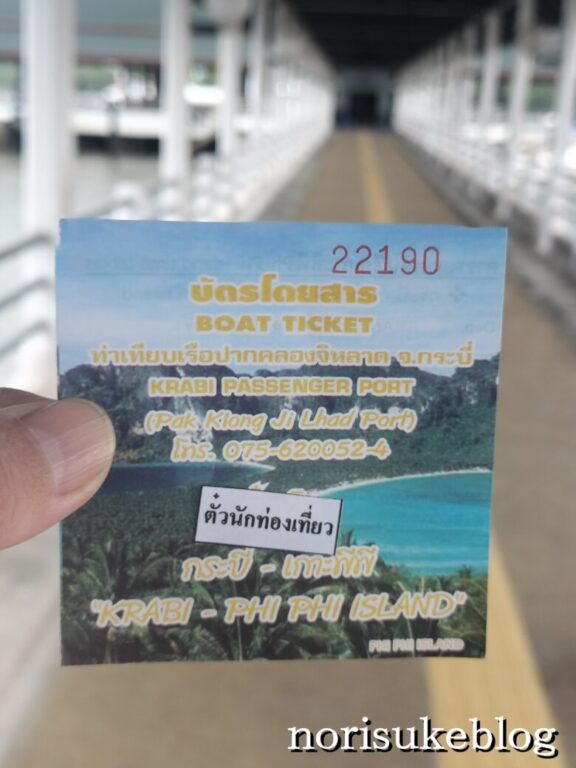 22190
บัตรโดยสาร
BOAT TICKET
ท่าเทียบเรือปากคลองจิหลาด จ.กระบี่
KRABI PASSENGER PORT
(Pak Klong Ji Lhad Port)
โทร. 075-620052-4
ตั๋วนักท่องเที่ยว
กระบี่ - เกาะพีพี
"KRABI - PHI PHI ISLAND"
PHI PHI ISLAND
norisukeblog